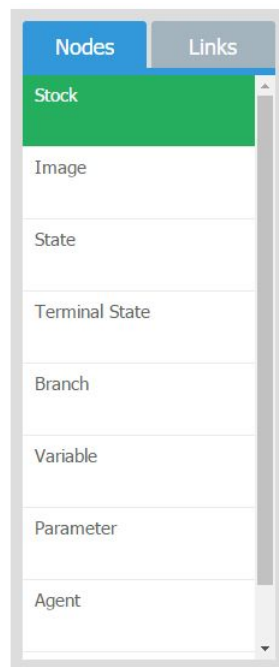 Nodes Links
Stock
Image
State
Terminal State
Branch
Variable
Parameter
Agent